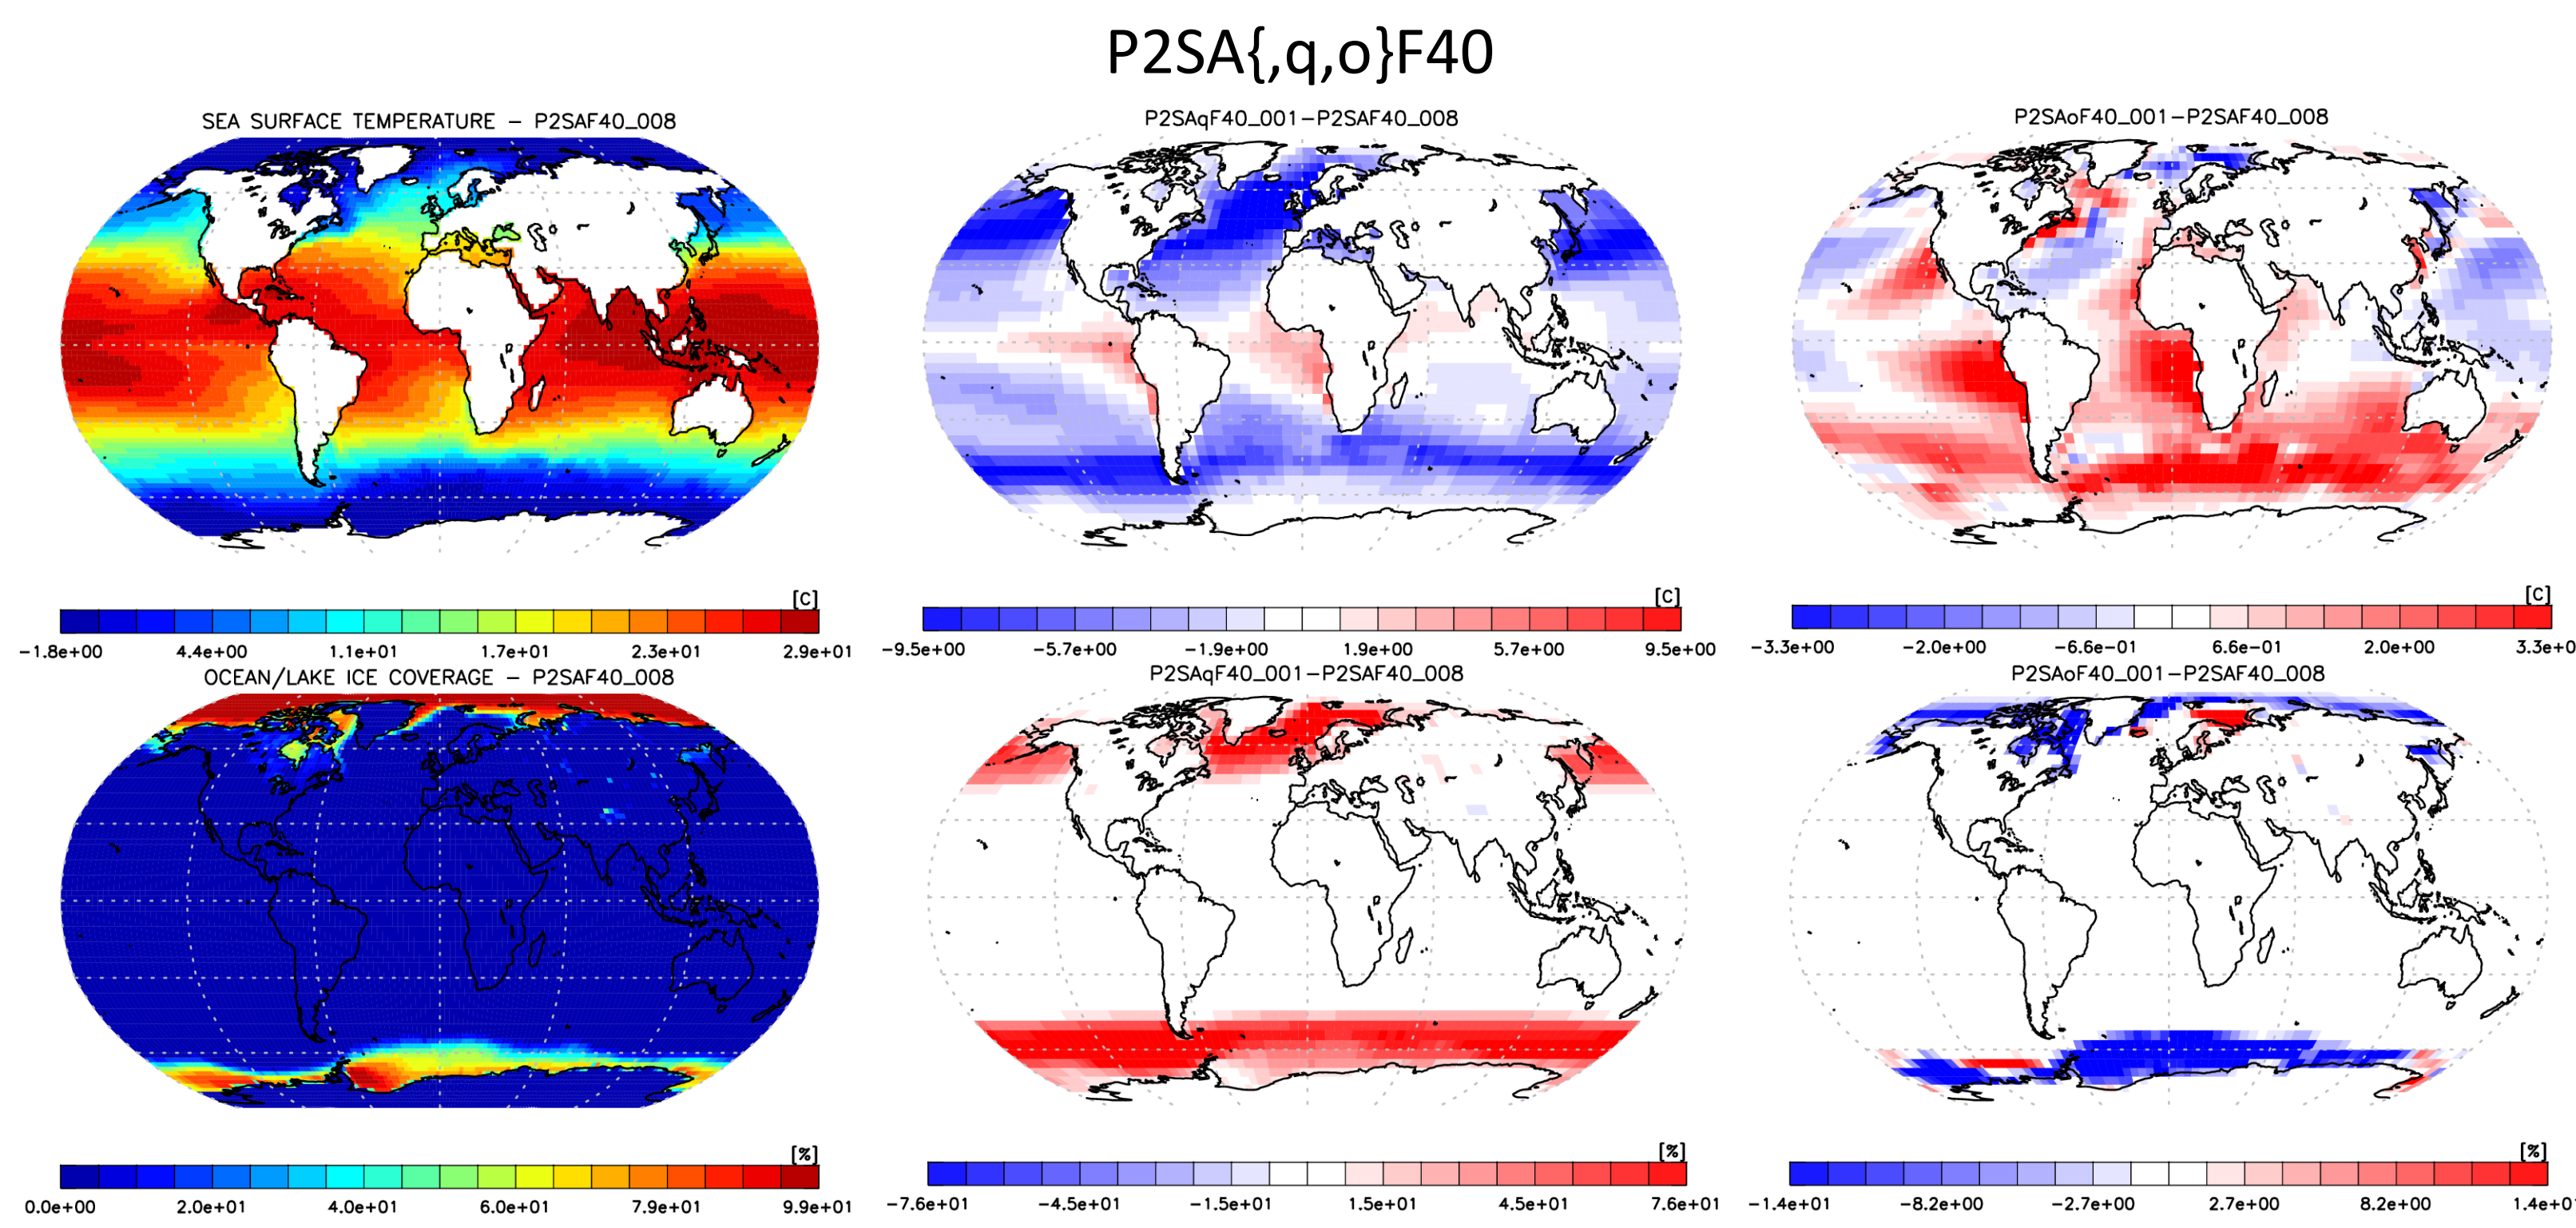 P2SA{,q,o}F40
SEA SURFACE TEMPERATURE – P2SAF40_008
[C]
−1.8e+00 4.4e+00 1.1e+01 1.7e+01 2.3e+01 2.9e+01
P2SAqF40_001−P2SAF40_008
[C]
−9.5e+00 −5.7e+00 −1.9e+00 1.9e+00 5.7e+00 9.5e+00
P2SAoF40_001−P2SAF40_008
[C]
−3.3e+00 −2.0e+00 −6.6e−01 6.6e−01 2.0e+00 3.3e+0
OCEAN/LAKE ICE COVERAGE – P2SAF40_008
[%]
0.0e+00 2.0e+01 4.0e+01 6.0e+01 7.9e+01 9.9e+01
P2SAqF40_001−P2SAF40_008
[%]
−7.6e+01 −4.5e+01 −1.5e+01 1.5e+01 4.5e+01 7.6e+01
P2SAoF40_001−P2SAF40_008
[%]
−1.4e+01 −8.2e+00 −2.7e+00 2.7e+00 8.2e+00 1.4e+0